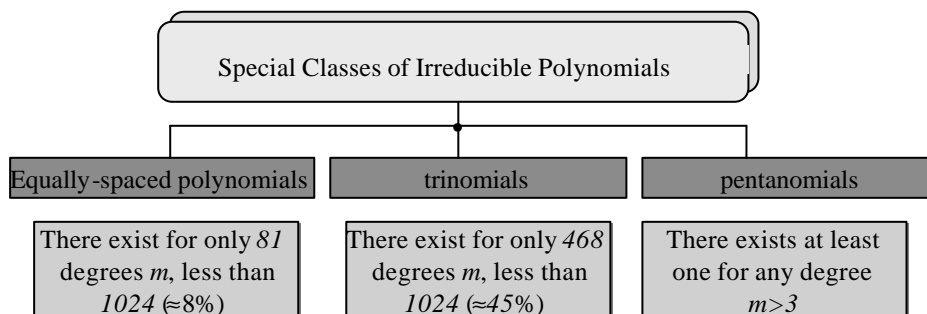 Special Classes of Irreducible Polynomials
Equally-spaced polynomials
trinomials
pentanomials
There exist for only 81
degrees m, less than
1024 (≈8%)
There exist for only 468
degrees m, less than
1024 (≈45%)
There exists at least
one for any degree
m>3